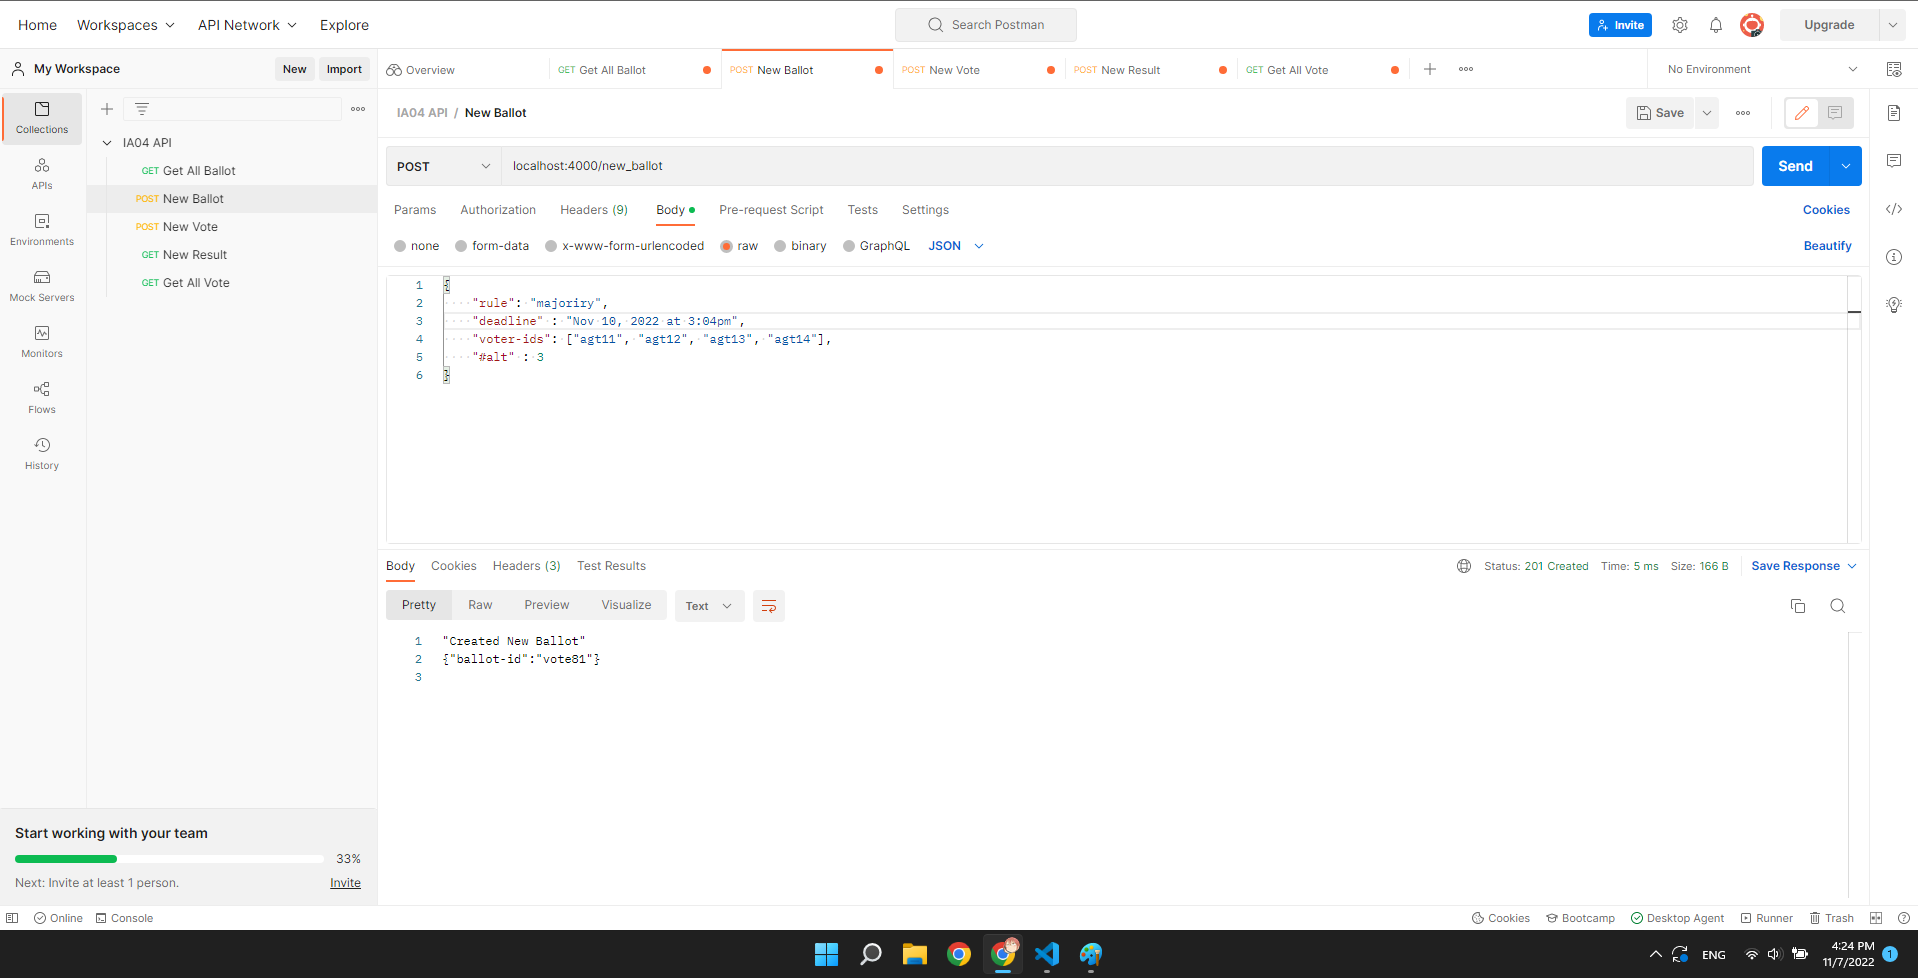 Home Workspaces API Network Explore Search Postman Invite Upgrade
My Workspace New Import Overview GET Get All Ballot POST New Ballot POST New Vote POST New Result GET Get All Vote No Environment
Collections
APIs
Environments
Mock Servers
Monitors
Flows
History
IA04 API
GET Get All Ballot
POST New Ballot
POST New Vote
GET New Result
GET Get All Vote
IA04 API / New Ballot Save
POST localhost:4000/new_ballot Send
Params Authorization Headers (9) Body Pre-request Script Tests Settings Cookies
none form-data x-www-form-urlencoded raw binary GraphQL JSON Beautify
1 {
2 "rule": "majoriry",
3 "deadline" : "Nov 10, 2022 at 3:04pm",
4 "voter-ids": ["agt11", "agt12", "agt13", "agt14"],
5 "#alt" : 3
6 }
Body Cookies Headers (3) Test Results Status: 201 Created Time: 5 ms Size: 166 B Save Response
Pretty Raw Preview Visualize Text
1 "Created New Ballot"
2 {"ballot-id":"vote81"}
3
Start working with your team
33%
Next: Invite at least 1 person. Invite
Online Console Cookies Bootcamp Desktop Agent Runner Trash
ENG 4:24 PM 1
11/7/2022